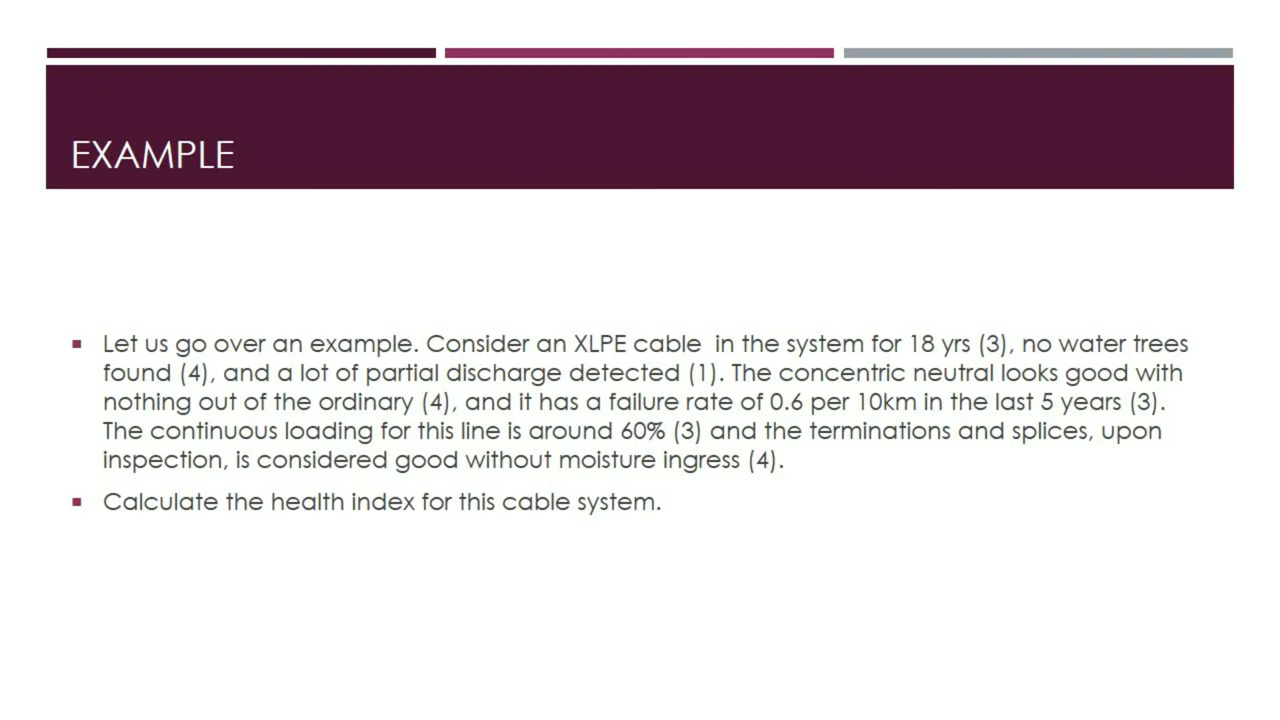 EXAMPLE
Let us go over an example. Consider an XLPE cable in the system for 18 yrs (3), no water trees
found (4), and a lot of partial discharge detected (1). The concentric neutral looks good with
nothing out of the ordinary (4), and it has a failure rate of 0.6 per 10km in the last 5 years (3).
The continuous loading for this line is around 60% (3) and the terminations and splices, upon
inspection, is considered good without moisture ingress (4).
Calculate the health index for this cable system.